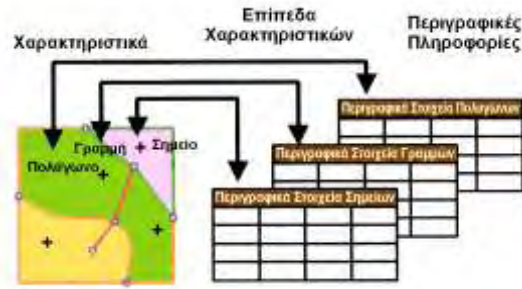 Χαρακτηριστικά
Επίπεδα
Χαρακτηριστικών
Περιγραφικές
Πληροφορίες
Γραμμή
Σημείο
Πολύγωνο
Περιγραφικά Στοιχεία Πολυγώνων
Περιγραφικά Στοιχεία Γραμμών
Περιγραφικά Στοιχεία Σημείων